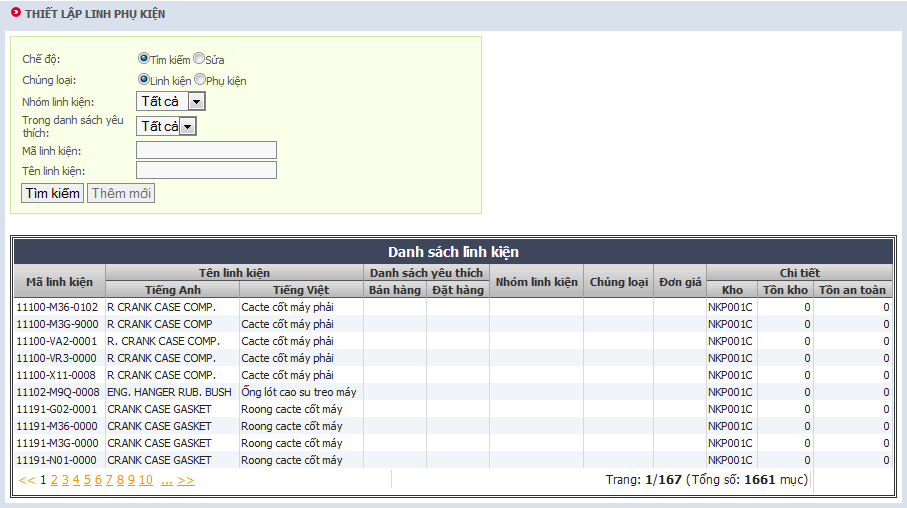 THIẾT LẬP LINH PHỤ KIỆN
Chế độ: Tìm kiếm Sửa
Chủng loại: Linh kiện Phụ kiện
Nhóm linh kiện: Tất cả
Trong danh sách yêu thích: Tất cả
Mã linh kiện:
Tên linh kiện:
Tìm kiếm Thêm mới
Danh sách linh kiện
Mã linh kiện Tên linh kiện Danh sách yêu thích Nhóm linh kiện Chủng loại Đơn giá Chi tiết
Tiếng Anh Tiếng Việt Bán hàng Đặt hàng Kho Tồn kho Tồn an toàn
11100-M36-0102 R CRANK CASE COMP. Cacte cốt máy phải NKP001C 0 0
11100-M3G-9000 R CRANK CASE COMP Cacte cốt máy phải NKP001C 0 0
11100-VA2-0001 R. CRANK CASE COMP. Cacte cốt máy phải NKP001C 0 0
11100-VR3-0000 R CRANK CASE COMP. Cacte cốt máy phải NKP001C 0 0
11100-X11-0008 R CRANK CASE COMP. Cacte cốt máy phải NKP001C 0 0
11102-M9Q-0008 ENG. HANGER RUB. BUSH Ống lót cao su treo máy NKP001C 0 0
11191-G02-0001 CRANK CASE GASKET Roong cacte cốt máy NKP001C 0 0
11191-M36-0000 CRANK CASE GASKET Roong cacte cốt máy NKP001C 0 0
11191-M3G-0000 CRANK CASE GASKET Roong cacte cốt máy NKP001C 0 0
11191-N01-0000 CRANK CASE GASKET Roong cacte cốt máy NKP001C 0 0
<< 1 2 3 4 5 6 7 8 9 10 ... >> Trang: 1/167 (Tổng số: 1661 mục)